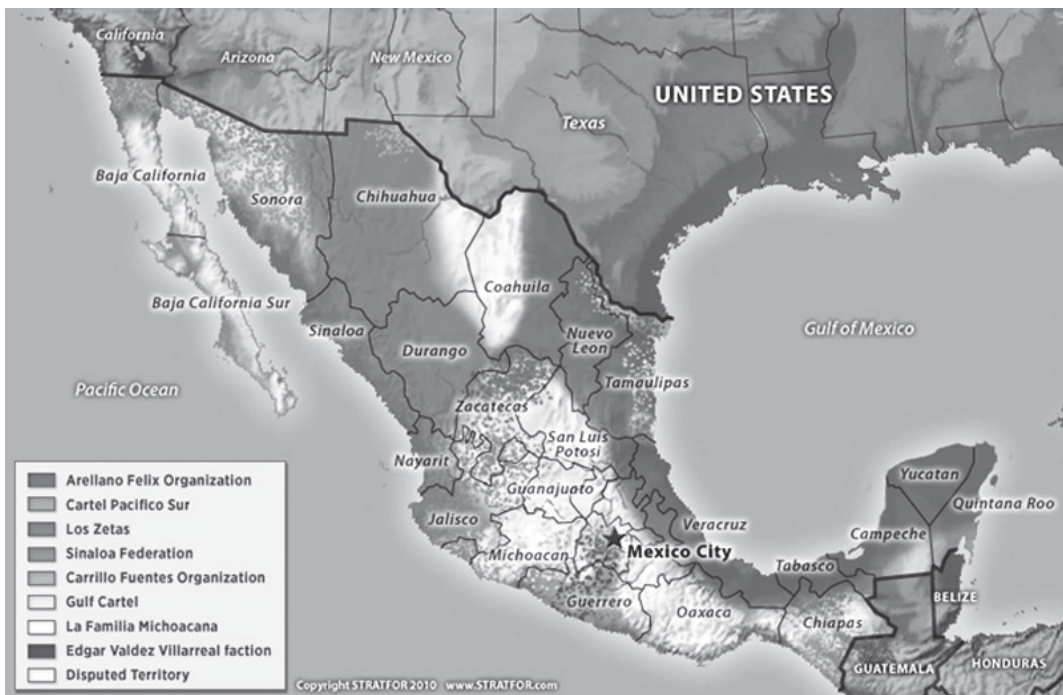 California
Arizona
New Mexico
UNITED STATES
Texas
Baja California
Sonora
Chihuahua
Coahuila
Baja California Sur
Sinaloa
Durango
Nuevo
Leon
Gulf of Mexico
Pacific Ocean
Tamaulipas
Zacatecas
San Luis
Potosi
Nayarit
Guanajuato
Yucatan
Quintana Roo
Jalisco
Veracruz
Campeche
Michoacan
Mexico City
Tabasco
Guerrero
Oaxaca
Chiapas
BELIZE
GUATEMALA
HONDURAS
Arellano Felix Organization
Cartel Pacifico Sur
Los Zetas
Sinaloa Federation
Carrillo Fuentes Organization
Gulf Cartel
La Familia Michoacana
Edgar Valdez Villarreal faction
Disputed Territory
Copyright STRATFOR 2010 www.STRATFOR.com